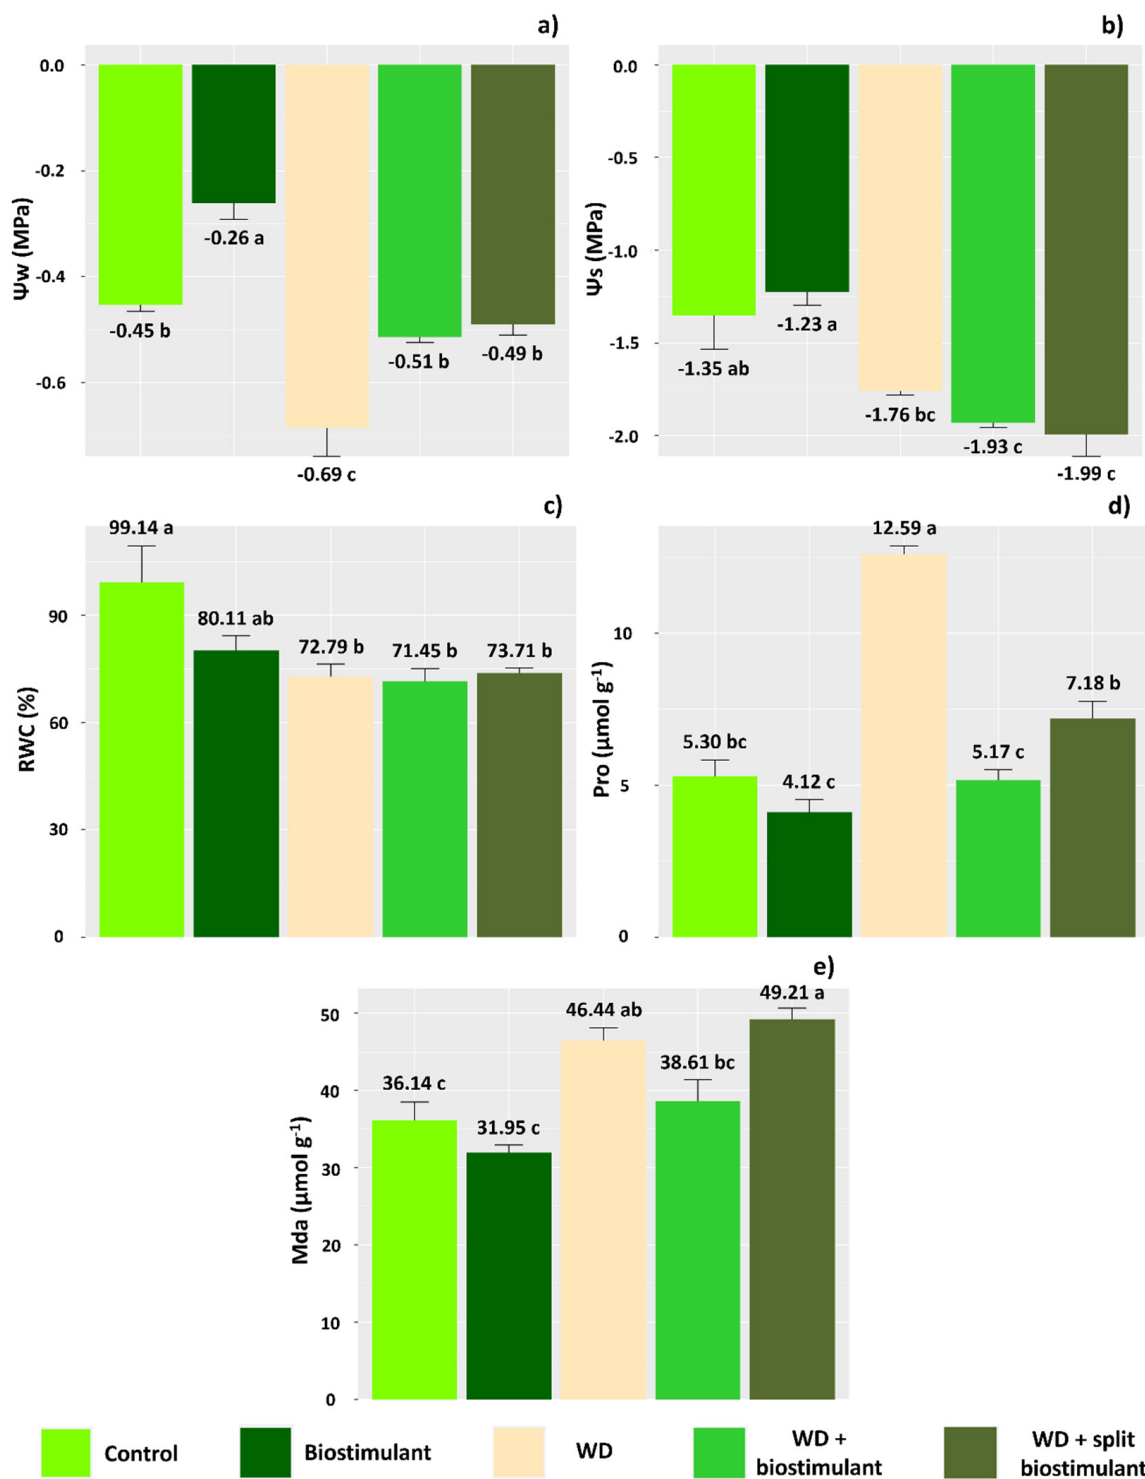 a)
0.0
-0.2
-0.4
-0.6
Ψw (MPa)
-0.45 b
-0.26 a
-0.69 c
-0.51 b
-0.49 b
b)
0.0
-0.5
-1.0
-1.5
-2.0
Ψs (MPa)
-1.35 ab
-1.23 a
-1.76 bc
-1.93 c
-1.99 c
c)
90
60
30
0
RWC (%)
99.14 a
80.11 ab
72.79 b
71.45 b
73.71 b
d)
10
5
0
Pro (µmol g⁻¹)
5.30 bc
4.12 c
12.59 a
5.17 c
7.18 b
e)
50
40
30
20
10
0
Mda (µmol g⁻¹)
36.14 c
31.95 c
46.44 ab
38.61 bc
49.21 a
Control
Biostimulant
WD
WD +
biostimulant
WD + split
biostimulant